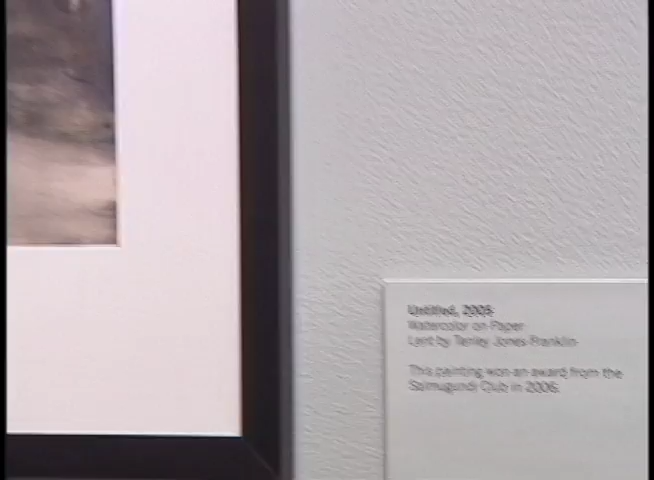 Untitled, 2005
Watercolor on Paper
Lent by Tenley Jones-Franklin
This painting won an award from the
Salmugundi Club in 2006.